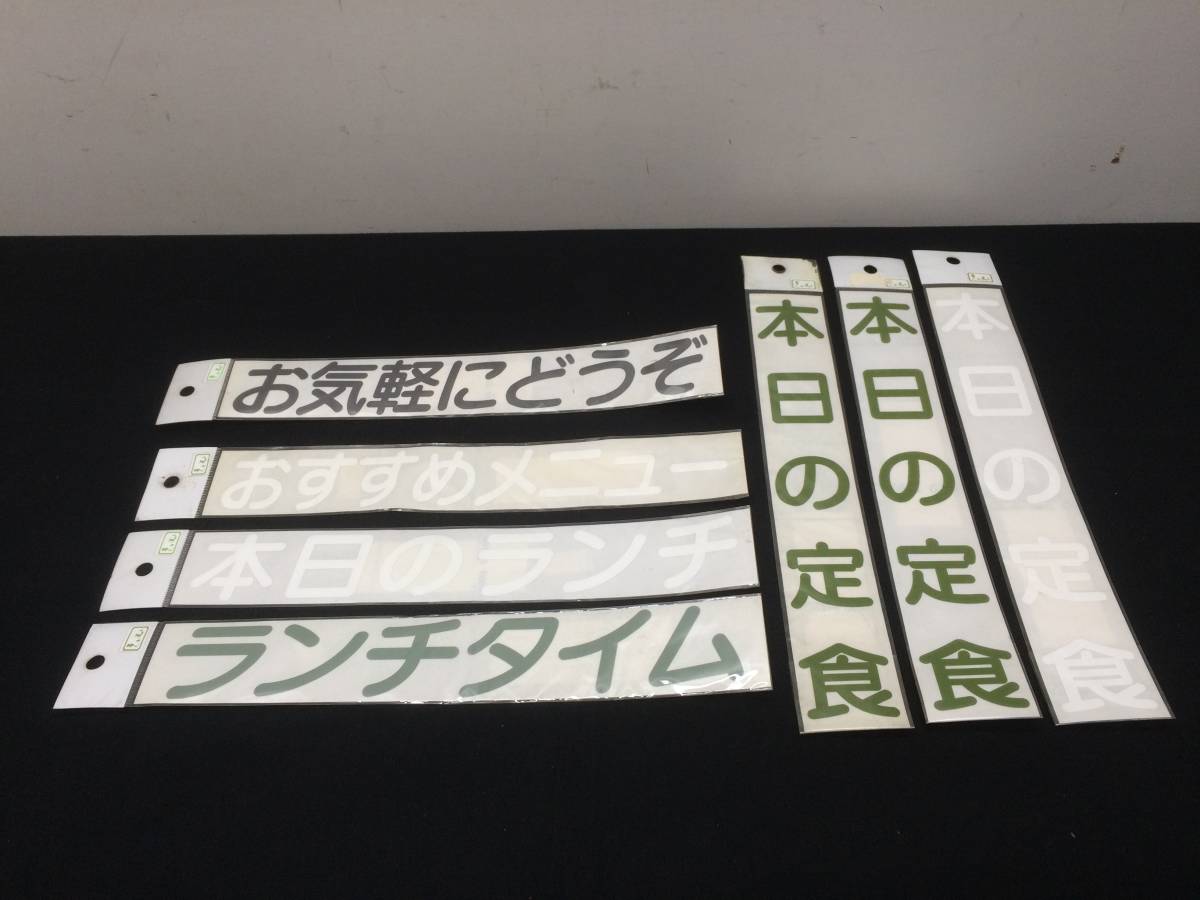 お気軽にどうぞ
おすすめメニュー
本日のランチ
ランチタイム
本日の定食
本日の定食
本日の定食